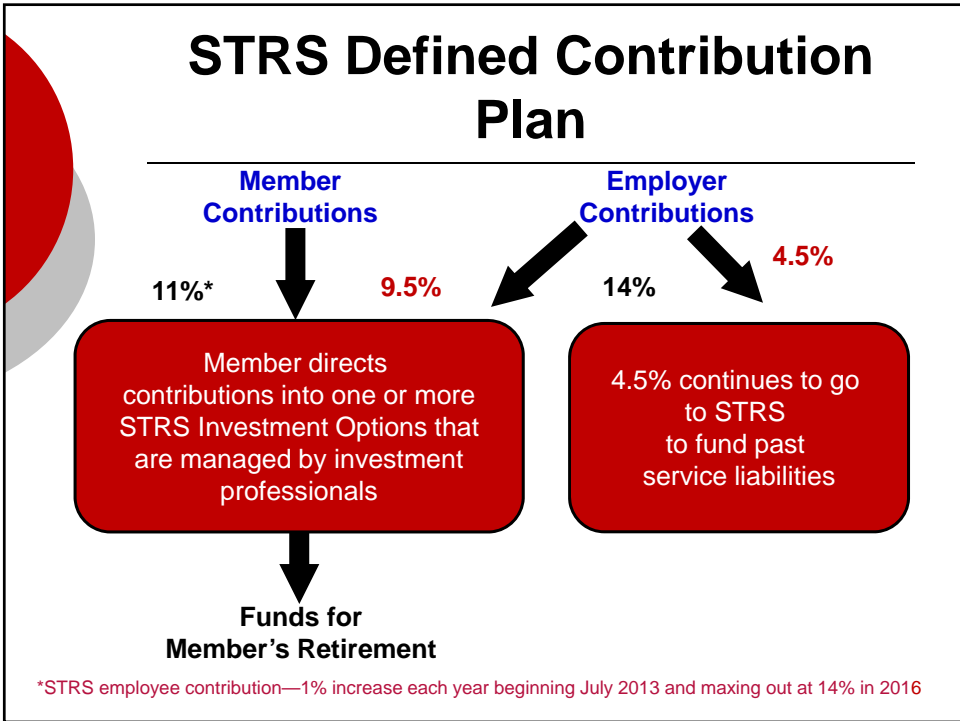 STRS Defined Contribution
Plan
Member
Contributions
Employer
Contributions
11%*
9.5%
14%
4.5%
Member directs
contributions into one or more
STRS Investment Options that
are managed by investment
professionals
4.5% continues to go
to STRS
to fund past
service liabilities
Funds for
Member’s Retirement
*STRS employee contribution—1% increase each year beginning July 2013 and maxing out at 14% in 2016